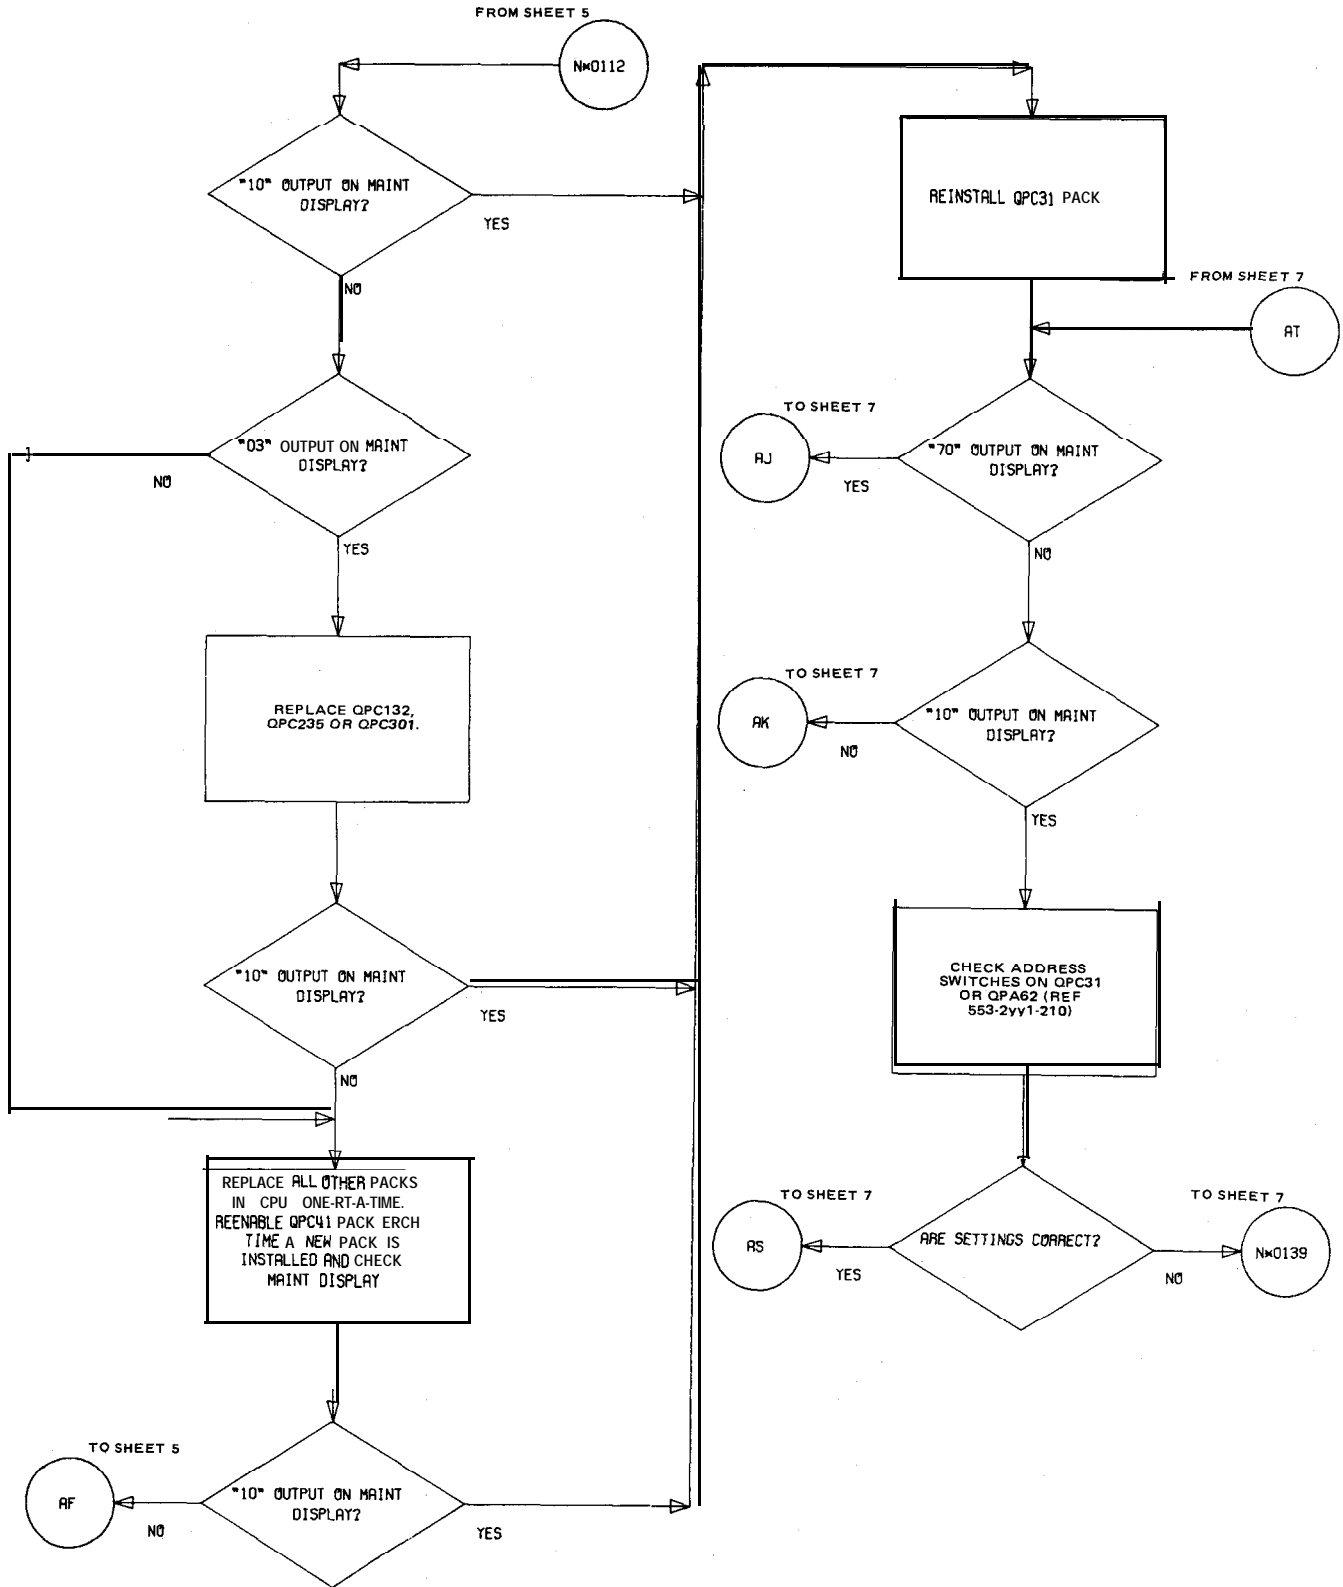 FROM SHEET 5
N*0112
"10" OUTPUT ON MAINT
DISPLAY?
YES
NO
"03" OUTPUT ON MAINT
DISPLAY?
NO
YES
REPLACE QPC132,
QPC235 OR QPC301.
"10" OUTPUT ON MAINT
DISPLAY?
YES
NO
REPLACE ALL OTHER PACKS
IN CPU ONE-RT-A-TIME.
REENABLE QPC41 PACK ERCH
TIME A NEW PACK IS
INSTALLED AND CHECK
MAINT DISPLAY
TO SHEET 5
AF
NO
"10" OUTPUT ON MAINT
DISPLAY?
YES
REINSTALL QPC31 PACK
FROM SHEET 7
AT
TO SHEET 7
AJ
YES
"70" OUTPUT ON MAINT
DISPLAY?
NO
TO SHEET 7
AK
NO
"10" OUTPUT ON MAINT
DISPLAY?
YES
CHECK ADDRESS
SWITCHES ON QPC31
OR QPA62 (REF
553-2yy1-210)
TO SHEET 7
AS
YES
ARE SETTINGS CORRECT?
NO
TO SHEET 7
N*0139